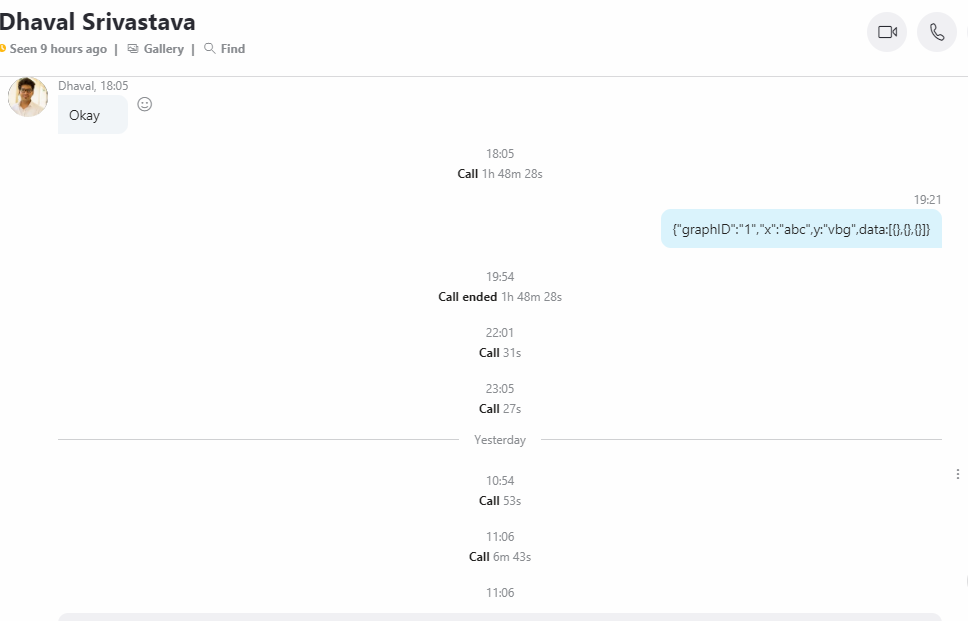 Dhaval Srivastava
Seen 9 hours ago | Gallery | Find
Dhaval, 18:05
Okay
18:05
Call 1h 48m 28s
19:21
{"graphID":"1","x":"abc",y:"vbg",data:[{},{},{}]}
19:54
Call ended 1h 48m 28s
22:01
Call 31s
23:05
Call 27s
Yesterday
10:54
Call 53s
11:06
Call 6m 43s
11:06